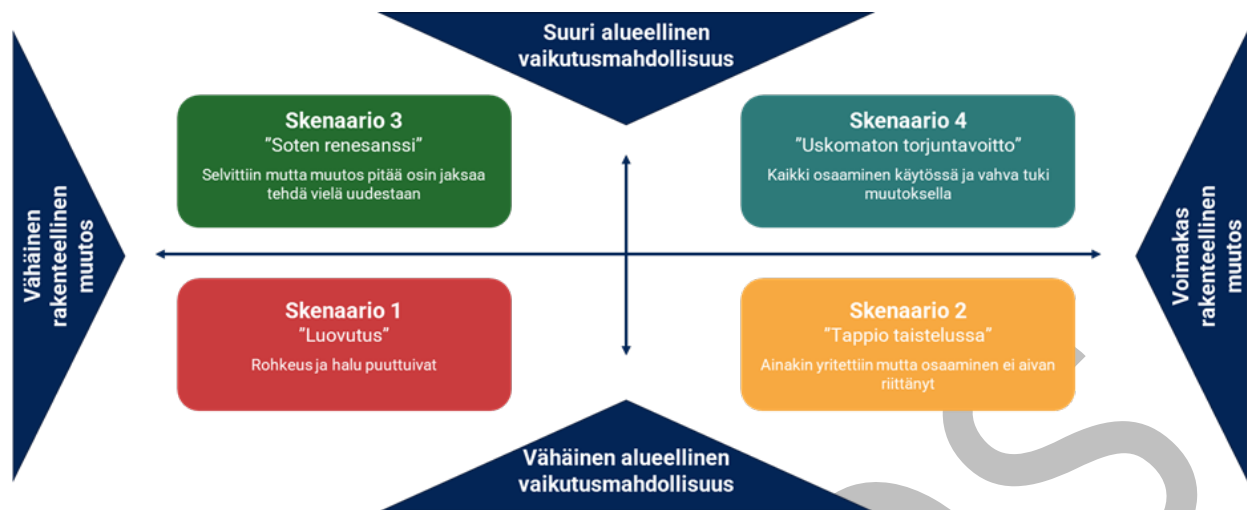 Suuri alueellinen
vaikutusmahdollisuus
Vähäinen
rakenteellinen
muutos
Skenaario 3
”Soten renesanssi”
Selvittiin mutta muutos pitää osin jaksaa
tehdä vielä uudestaan
Skenaario 4
”Uskomaton torjuntavoitto”
Kaikki osaaminen käytössä ja vahva tuki
muutoksella
Voimakas
rakenteellinen
muutos
Skenaario 1
”Luovutus”
Rohkeus ja halu puuttuivat
Skenaario 2
”Tappio taistelussa”
Ainakin yritettiin mutta osaaminen ei aivan
riittänyt
Vähäinen alueellinen
vaikutusmahdollisuus